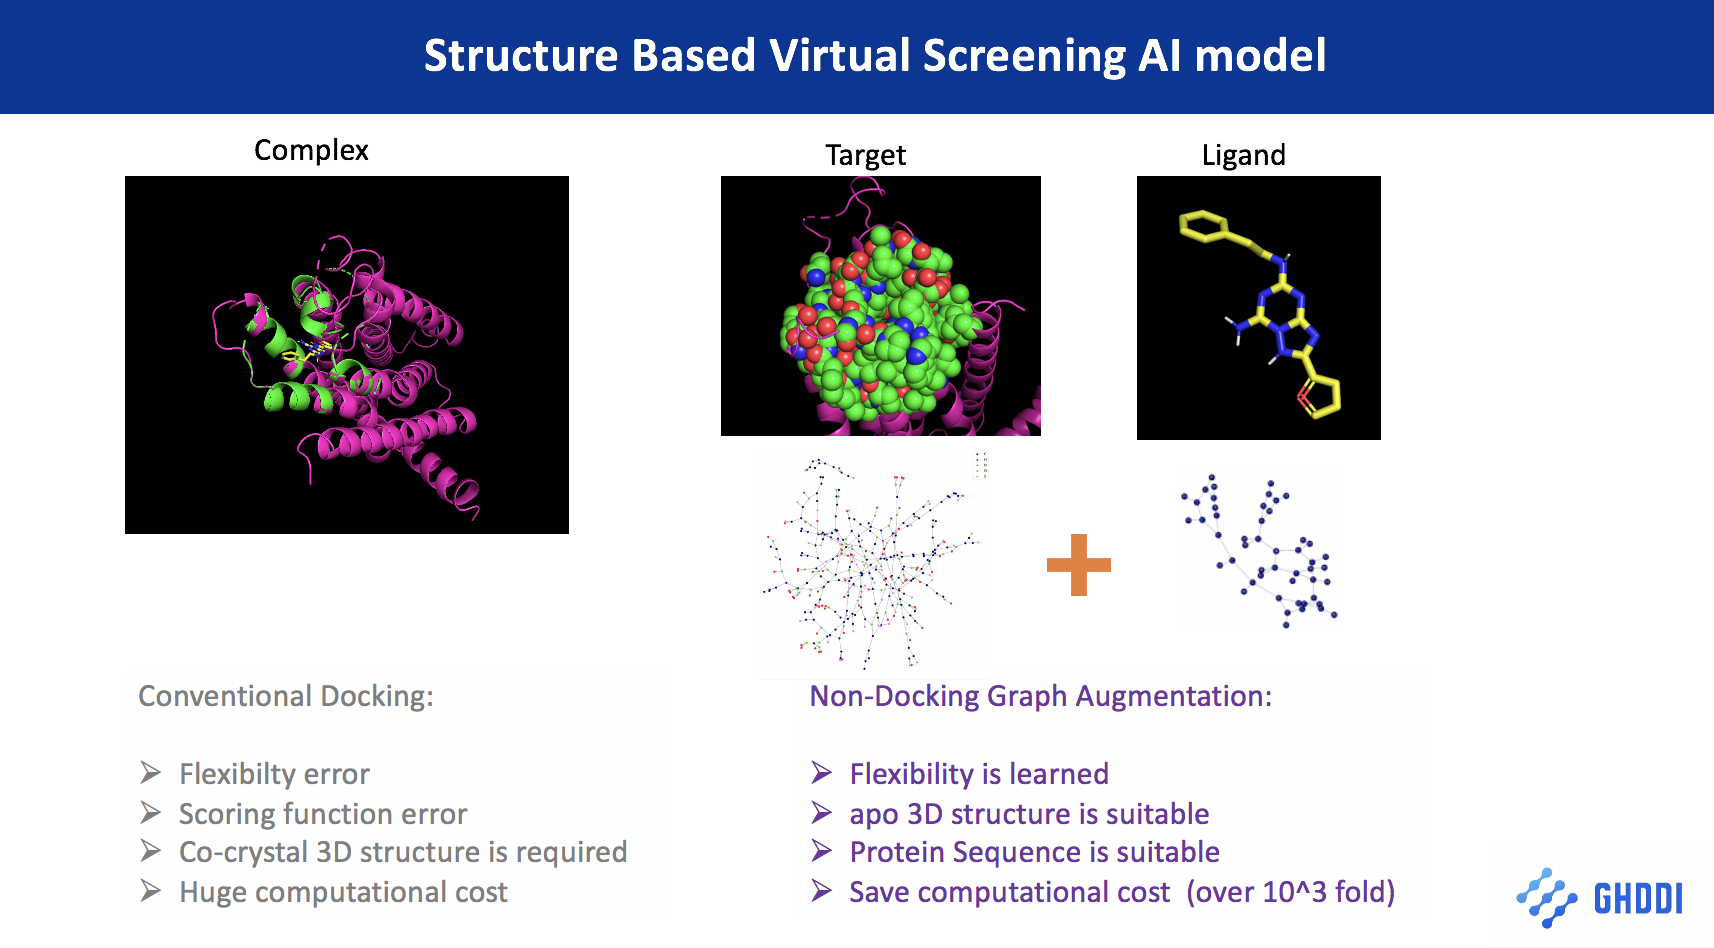 Structure Based Virtual Screening AI model
Complex
Target
Ligand
Conventional Docking:
Flexibilty error
Scoring function error
Co-crystal 3D structure is required
Huge computational cost
Non-Docking Graph Augmentation:
Flexibility is learned
apo 3D structure is suitable
Protein Sequence is suitable
Save computational cost (over 10^3 fold)
GHDDI